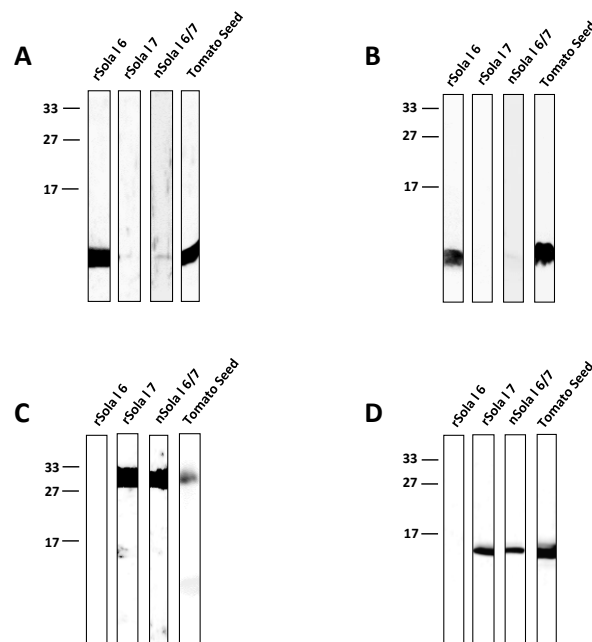 A
rSola l 6
rSola l 7
nSola l 6/7
Tomato Seed
33
27
17
B
rSola l 6
rSola l 7
nSola l 6/7
Tomato Seed
33
27
17
C
rSola l 6
rSola l 7
nSola l 6/7
Tomato Seed
33
27
17
D
rSola l 6
rSola l 7
nSola l 6/7
Tomato Seed
33
27
17